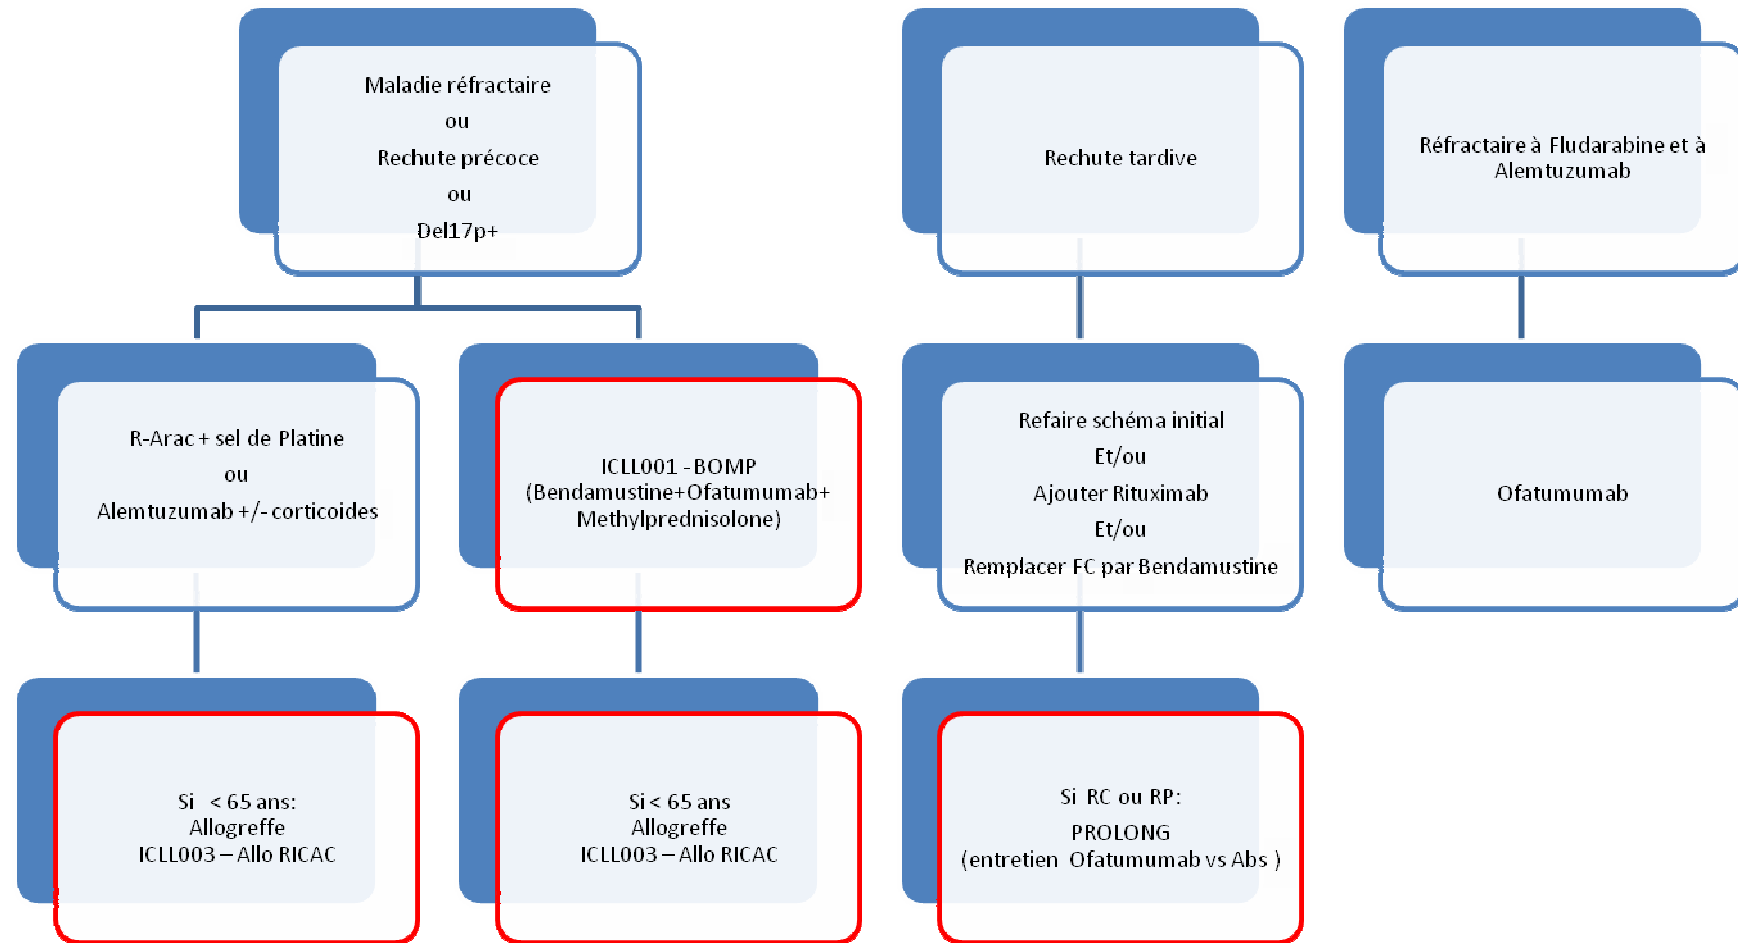 Maladie réfractaire
ou
Rechute précoce
ou
Del17p+
Rechute tardive
Réfractaire à Fludarabine et à
Alemtuzumab
R-Arac + sel de Platine
ou
Alemtuzumab +/- corticoides
ICLL001 - BOMP
(Bendamustine+Ofatumumab+
Methylprednisolone)
Refaire schéma initial
Et/ou
Ajouter Rituximab
Et/ou
Remplacer FC par Bendamustine
Ofatumumab
Si < 65 ans:
Allogreffe
ICLL003 – Allo RICAC
Si < 65 ans
Allogreffe
ICLL003 – Allo RICAC
Si RC ou RP:
PROLONG
(entretien Ofatumumab vs Abs )